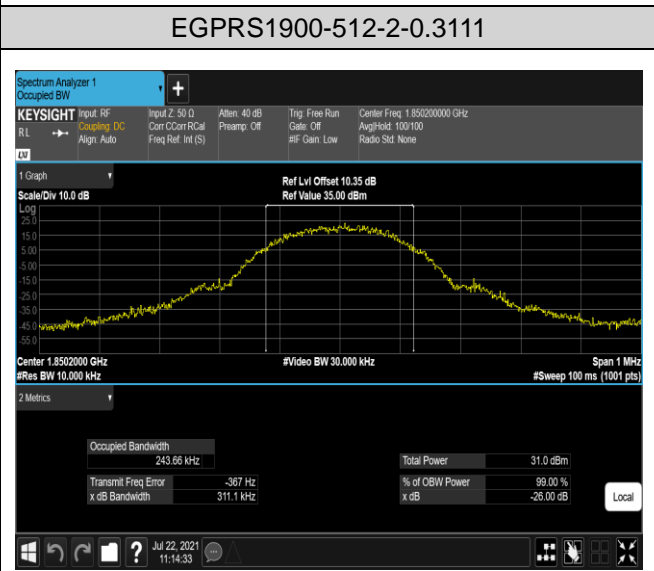 EGPRS1900-512-2-0.3111
Spectrum Analyzer 1
Occupied BW
+
KEYSIGHT
RL
LXI
Input: RF
Coupling: DC
Align: Auto
Input Z: 50 Ω
Corr CCorr RCal
Freq Ref: Int (S)
Atten: 40 dB
Preamp: Off
Trig: Free Run
Gate: Off
#IF Gain: Low
Center Freq: 1.850200000 GHz
Avg|Hold: 100/100
Radio Std: None
1 Graph
Scale/Div 10.0 dB
Ref Lvl Offset 10.35 dB
Ref Value 35.00 dBm
Log
25.0
15.0
5.00
-5.00
-15.0
-25.0
-35.0
-45.0
-55.0
Center 1.8502000 GHz
#Video BW 30.000 kHz
Span 1 MHz
#Res BW 10.000 kHz
#Sweep 100 ms (1001 pts)
2 Metrics
Occupied Bandwidth
243.66 kHz
Total Power 31.0 dBm
Transmit Freq Error -367 Hz
% of OBW Power 99.00 %
x dB Bandwidth 311.1 kHz
x dB -26.00 dB
Local
?
Jul 22, 2021
11:14:33